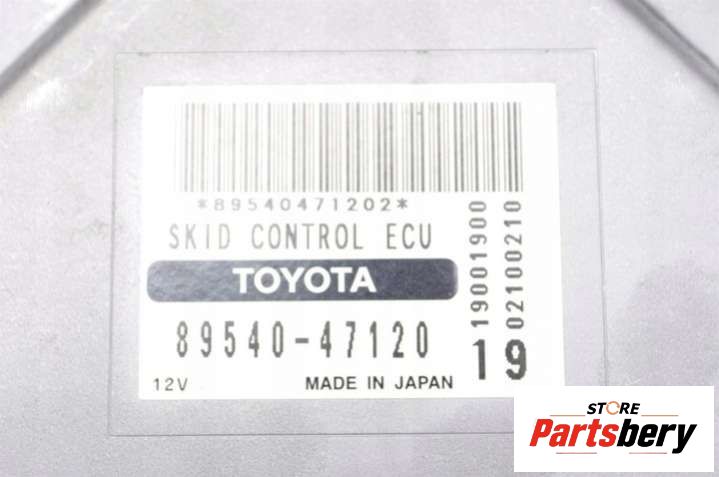 *89540471202*
SKID CONTROL ECU
TOYOTA
89540-47120
12V MADE IN JAPAN
19001900
02100210
19
STORE
Partsbery